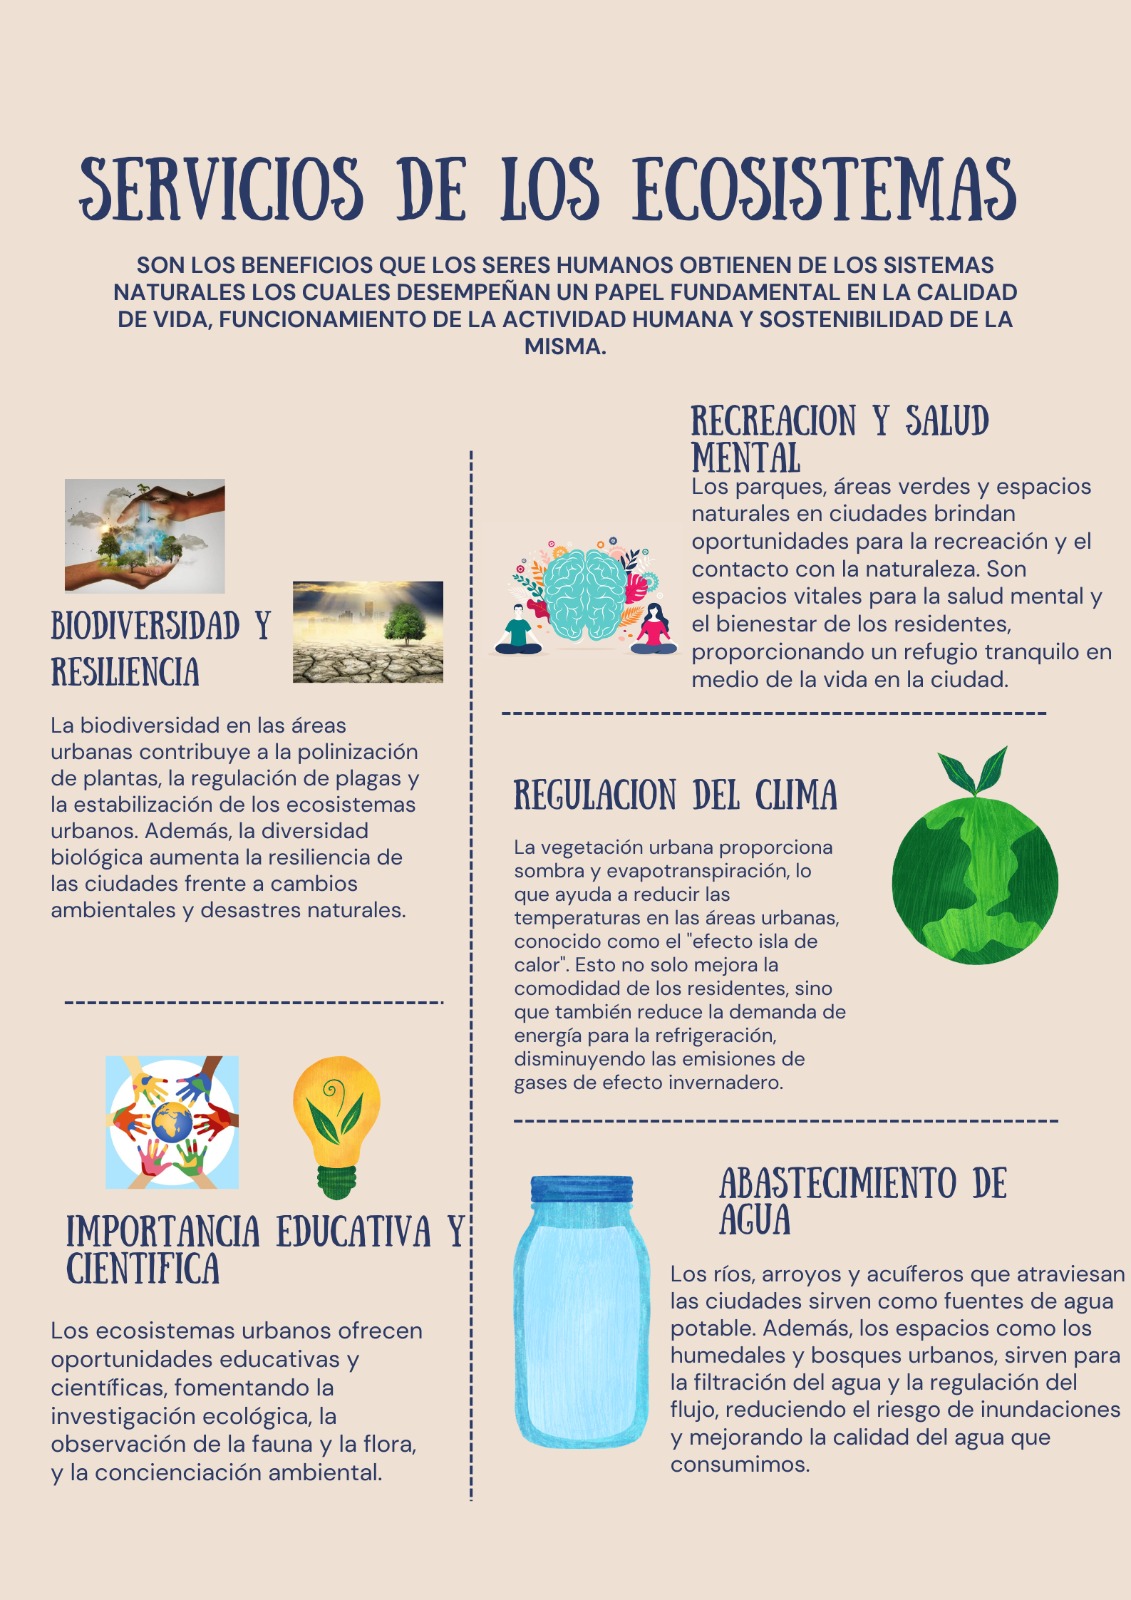 SERVICIOS DE LOS ECOSISTEMAS
SON LOS BENEFICIOS QUE LOS SERES HUMANOS OBTIENEN DE LOS SISTEMAS
NATURALES LOS CUALES DESEMPEÑAN UN PAPEL FUNDAMENTAL EN LA CALIDAD
DE VIDA, FUNCIONAMIENTO DE LA ACTIVIDAD HUMANA Y SOSTENIBILIDAD DE LA
MISMA.
BIODIVERSIDAD Y
RESILIENCIA
La biodiversidad en las áreas
urbanas contribuye a la polinización
de plantas, la regulación de plagas y
la estabilización de los ecosistemas
urbanos. Además, la diversidad
biológica aumenta la resiliencia de
las ciudades frente a cambios
ambientales y desastres naturales.
IMPORTANCIA EDUCATIVA Y
CIENTIFICA
Los ecosistemas urbanos ofrecen
oportunidades educativas y
científicas, fomentando la
investigación ecológica, la
observación de la fauna y la flora,
y la concienciación ambiental.
RECREACION Y SALUD
MENTAL
Los parques, áreas verdes y espacios
naturales en ciudades brindan
oportunidades para la recreación y el
contacto con la naturaleza. Son
espacios vitales para la salud mental y
el bienestar de los residentes,
proporcionando un refugio tranquilo en
medio de la vida en la ciudad.
REGULACION DEL CLIMA
La vegetación urbana proporciona
sombra y evapotranspiración, lo
que ayuda a reducir las
temperaturas en las áreas urbanas,
conocido como el "efecto isla de
calor". Esto no solo mejora la
comodidad de los residentes, sino
que también reduce la demanda de
energía para la refrigeración,
disminuyendo las emisiones de
gases de efecto invernadero.
ABASTECIMIENTO DE
AGUA
Los ríos, arroyos y acuíferos que atraviesan
las ciudades sirven como fuentes de agua
potable. Además, los espacios como los
humedales y bosques urbanos, sirven para
la filtración del agua y la regulación del
flujo, reduciendo el riesgo de inundaciones
y mejorando la calidad del agua que
consumimos.